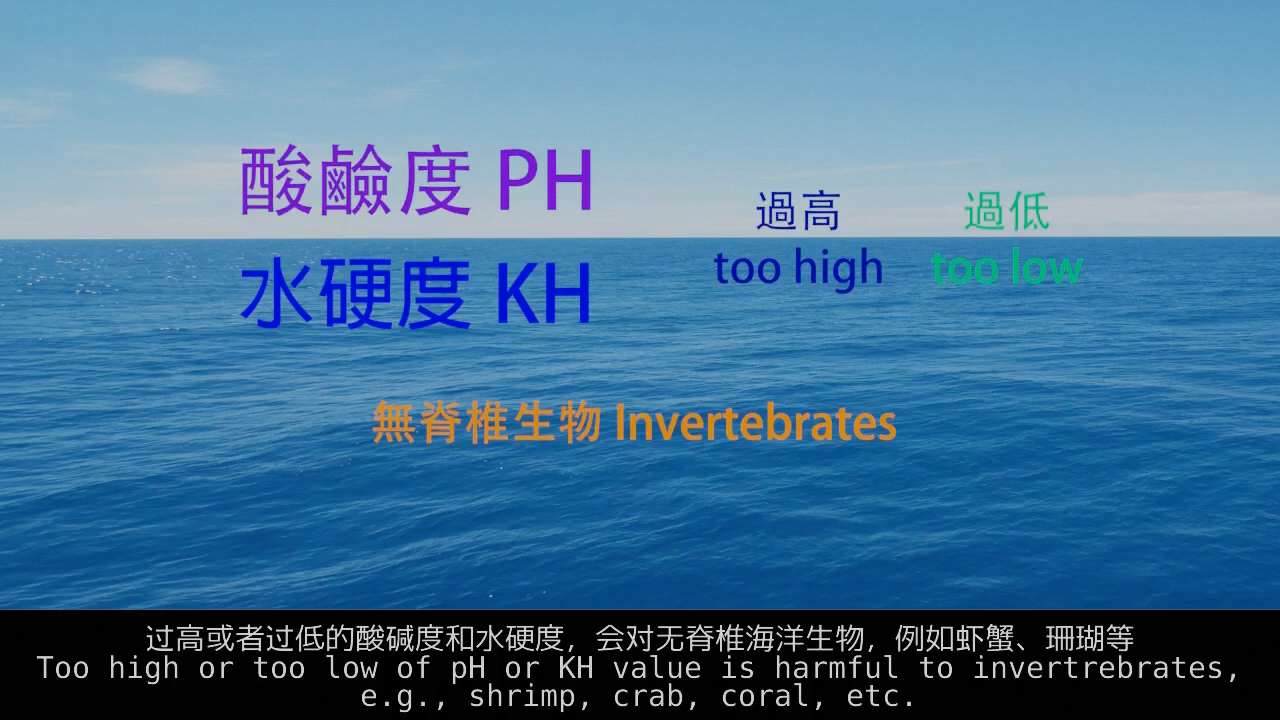 酸鹼度 PH
水硬度 KH
過高
too high
過低
too low
無脊椎生物 Invertebrates
过高或者过低的酸碱度和水硬度，会对无脊椎海洋生物，例如虾蟹、珊瑚等
Too high or too low of pH or KH value is harmful to invertrebrates,
e.g., shrimp, crab, coral, etc.